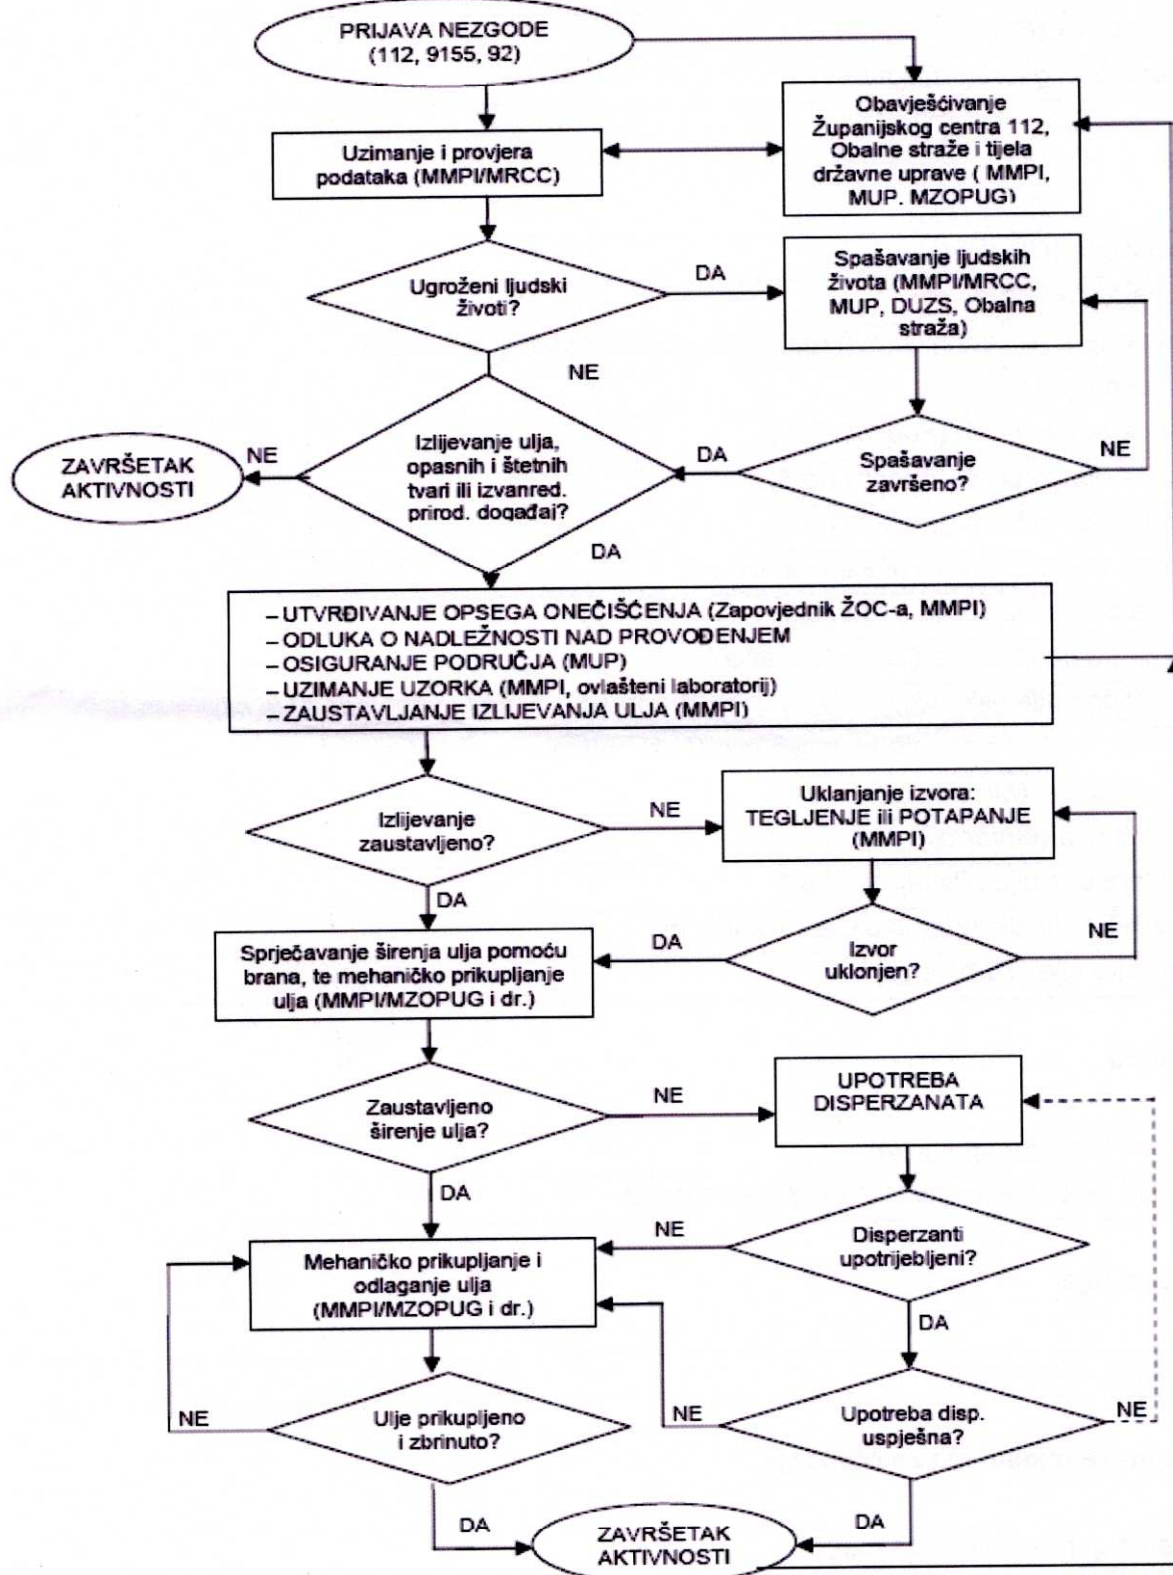 PRIJAVA NEZGODE
(112, 9155, 92)
Obavješćivanje
Županijskog centra 112,
Obalne straže i tijela
državne uprave ( MMPI,
MUP. MZOPUG)
Uzimanje i provjera
podataka (MMPI/MRCC)
Ugroženi ljudski
životi?
DA
Spašavanje ljudskih
života (MMPI/MRCC,
MUP, DUZS, Obalna
straža)
NE
Izlijevanje ulja,
opasnih i štetnih
tvari ili izvanred.
prirod. događaj?
NE
ZAVRŠETAK
AKTIVNOSTI
DA
Spašavanje
završeno?
NE
DA
– UTVRĐIVANJE OPSEGA ONEČIŠĆENJA (Zapovjednik ŽOC-a, MMPI)
– ODLUKA O NADLEŽNOSTI NAD PROVOĐENJEM
– OSIGURANJE PODRUČJA (MUP)
– UZIMANJE UZORKA (MMPI, ovlašteni laboratorij)
– ZAUSTAVLJANJE IZLIJEVANJA ULJA (MMPI)
Izlijevanje
zaustavljeno?
NE
Uklanjanje izvora:
TEGLJENJE ili POTAPANJE
(MMPI)
DA
Sprječavanje širenja ulja pomoću
brana, te mehaničko prikupljanje
ulja (MMPI/MZOPUG i dr.)
DA
Izvor
uklonjen?
NE
Zaustavljeno
širenje ulja?
NE
UPOTREBA
DISPERZANATA
DA
Mehaničko prikupljanje i
odlaganje ulja
(MMPI/MZOPUG i dr.)
NE
Disperzanti
upotrijebljeni?
DA
NE
Ulje prikupljeno
i zbrinuto?
NE
Upotreba disp.
uspješna?
NE
DA
ZAVRŠETAK
AKTIVNOSTI
DA